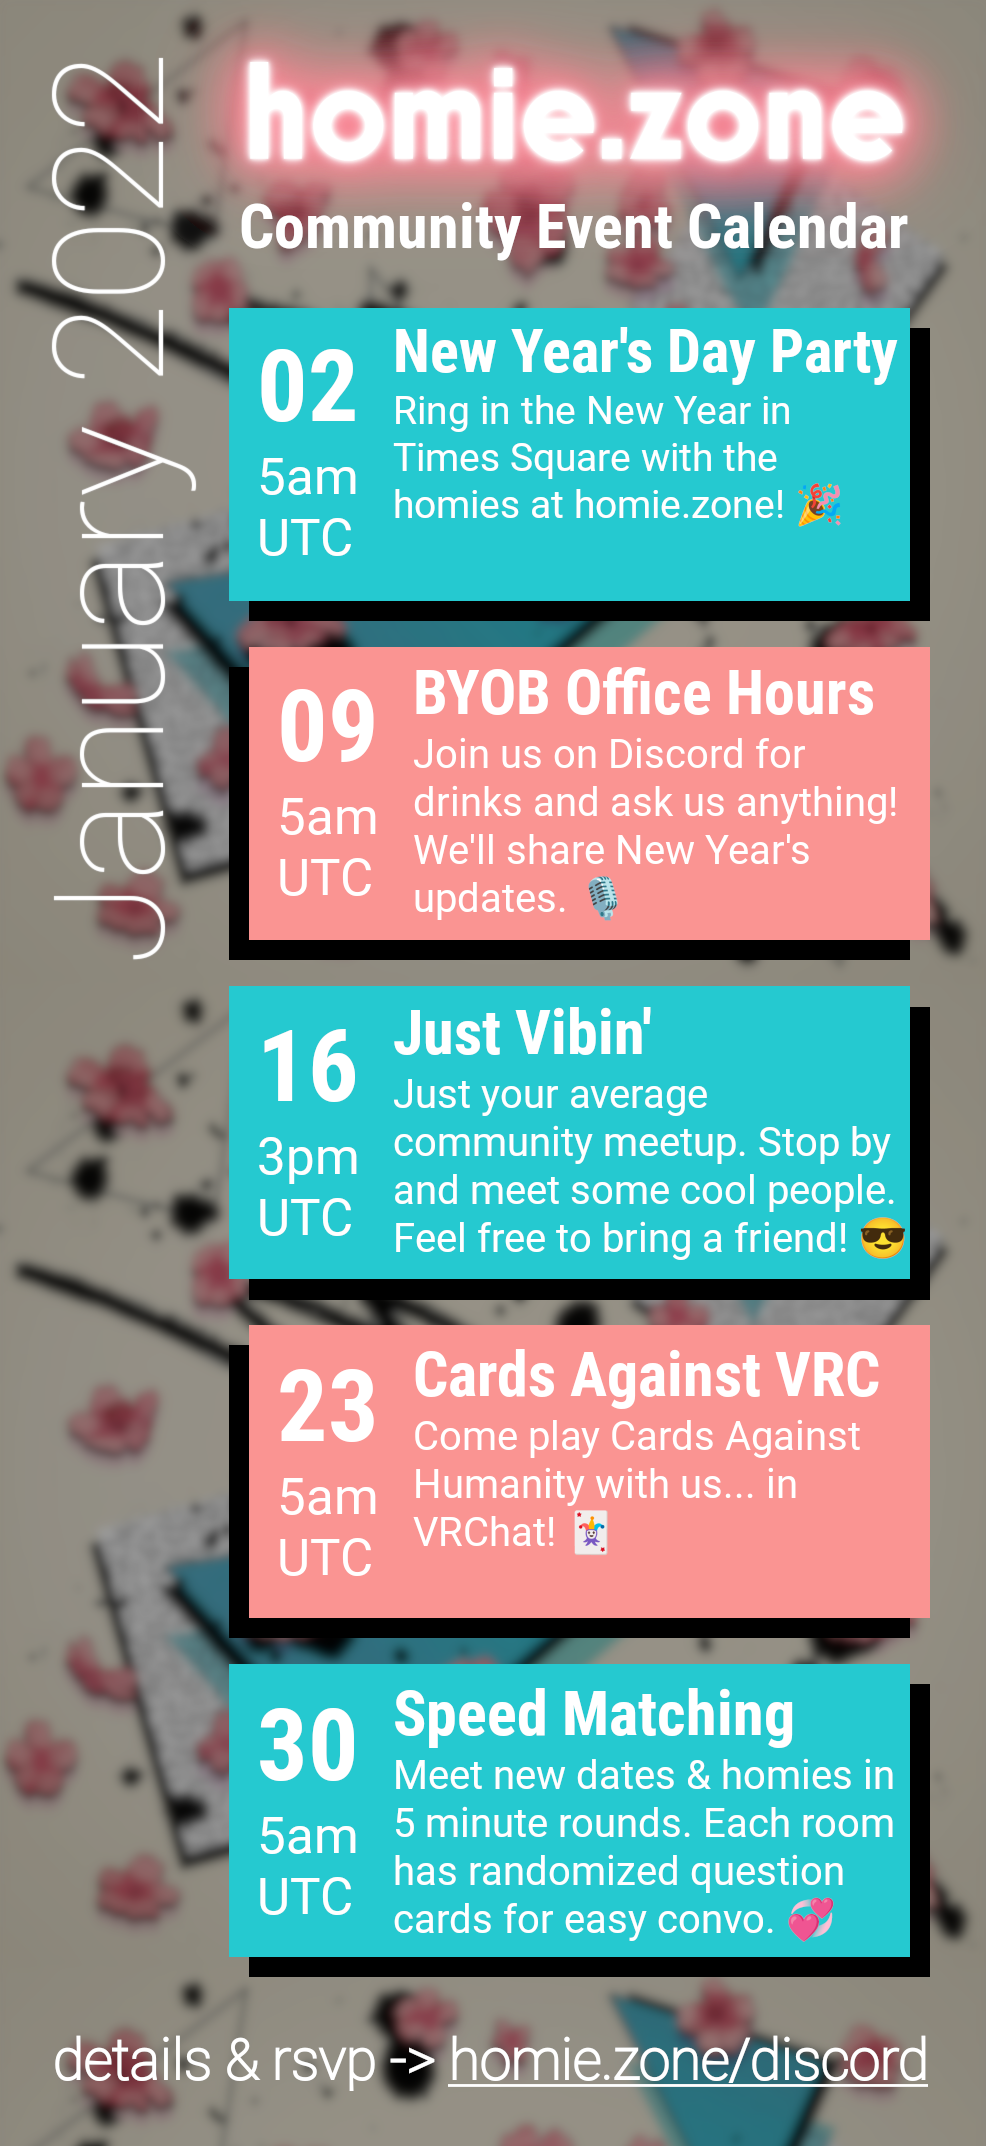 January 2022
homie.zone
Community Event Calendar
02
5am
UTC
New Year's Day Party
Ring in the New Year in
Times Square with the
homies at homie.zone! 🎉
09
5am
UTC
BYOB Office Hours
Join us on Discord for
drinks and ask us anything!
We'll share New Year's
updates. 🎙️
16
3pm
UTC
Just Vibin'
Just your average
community meetup. Stop by
and meet some cool people.
Feel free to bring a friend! 😎
23
5am
UTC
Cards Against VRC
Come play Cards Against
Humanity with us... in
VRChat! 🃏
30
5am
UTC
Speed Matching
Meet new dates & homies in
5 minute rounds. Each room
has randomized question
cards for easy convo. 💞
details & rsvp -> homie.zone/discord